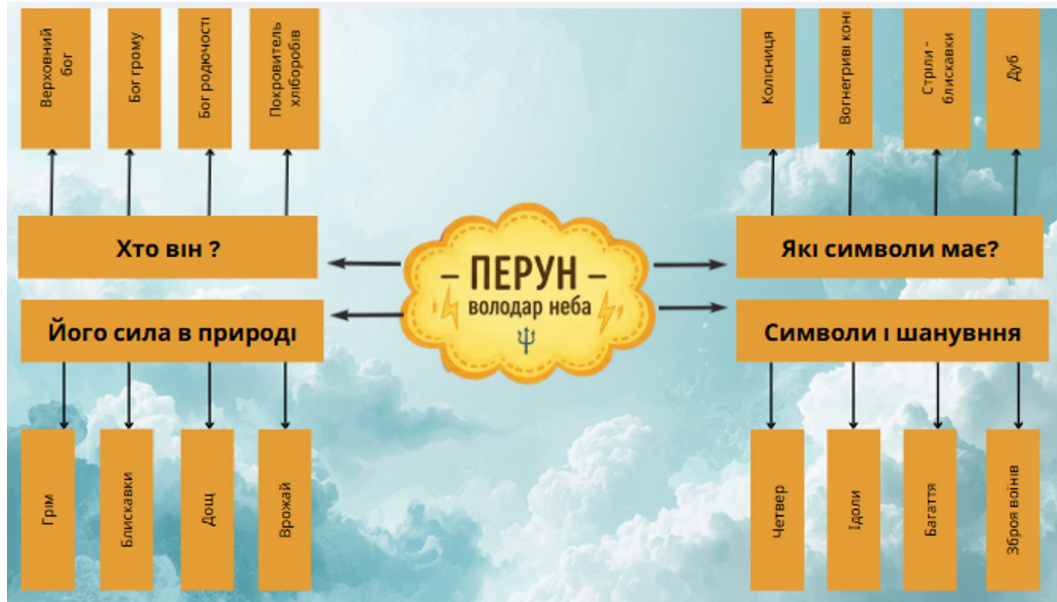 Верховний
бог
Бог грому
Бог родючості
Покровитель
хліборобів
Колісниця
Вогнегриві коні
Стріли -
блискавки
Дуб
Хто він ?
Які символи має?
– ПЕРУН –
володар неба
Його сила в природі
Символи і шанувння
Грім
Блискавки
Дощ
Врожай
Четвер
Ідоли
Багаття
Зброя воїнів